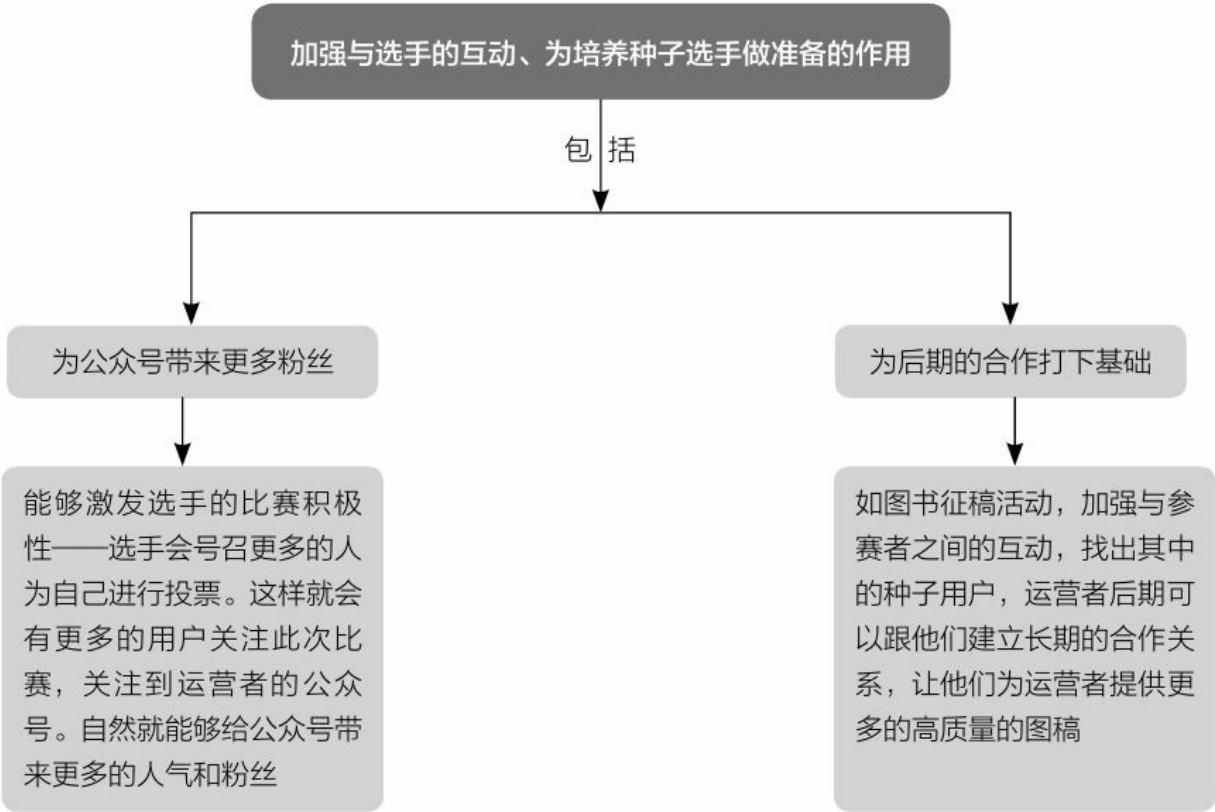 加强与选手的互动、为培养种子选手做准备的作用
包括
为公众号带来更多粉丝
能够激发选手的比赛积极
性——选手会号召更多的人
为自己进行投票。这样就会
有更多的用户关注此次比
赛，关注到运营者的公众
号。自然就能够给公众号带
来更多的人气和粉丝
为后期的合作打下基础
如图书征稿活动，加强与参
赛者之间的互动，找出其中
的种子用户，运营者后期可
以跟他们建立长期的合作关
系，让他们为运营者提供更
多的高质量的图稿